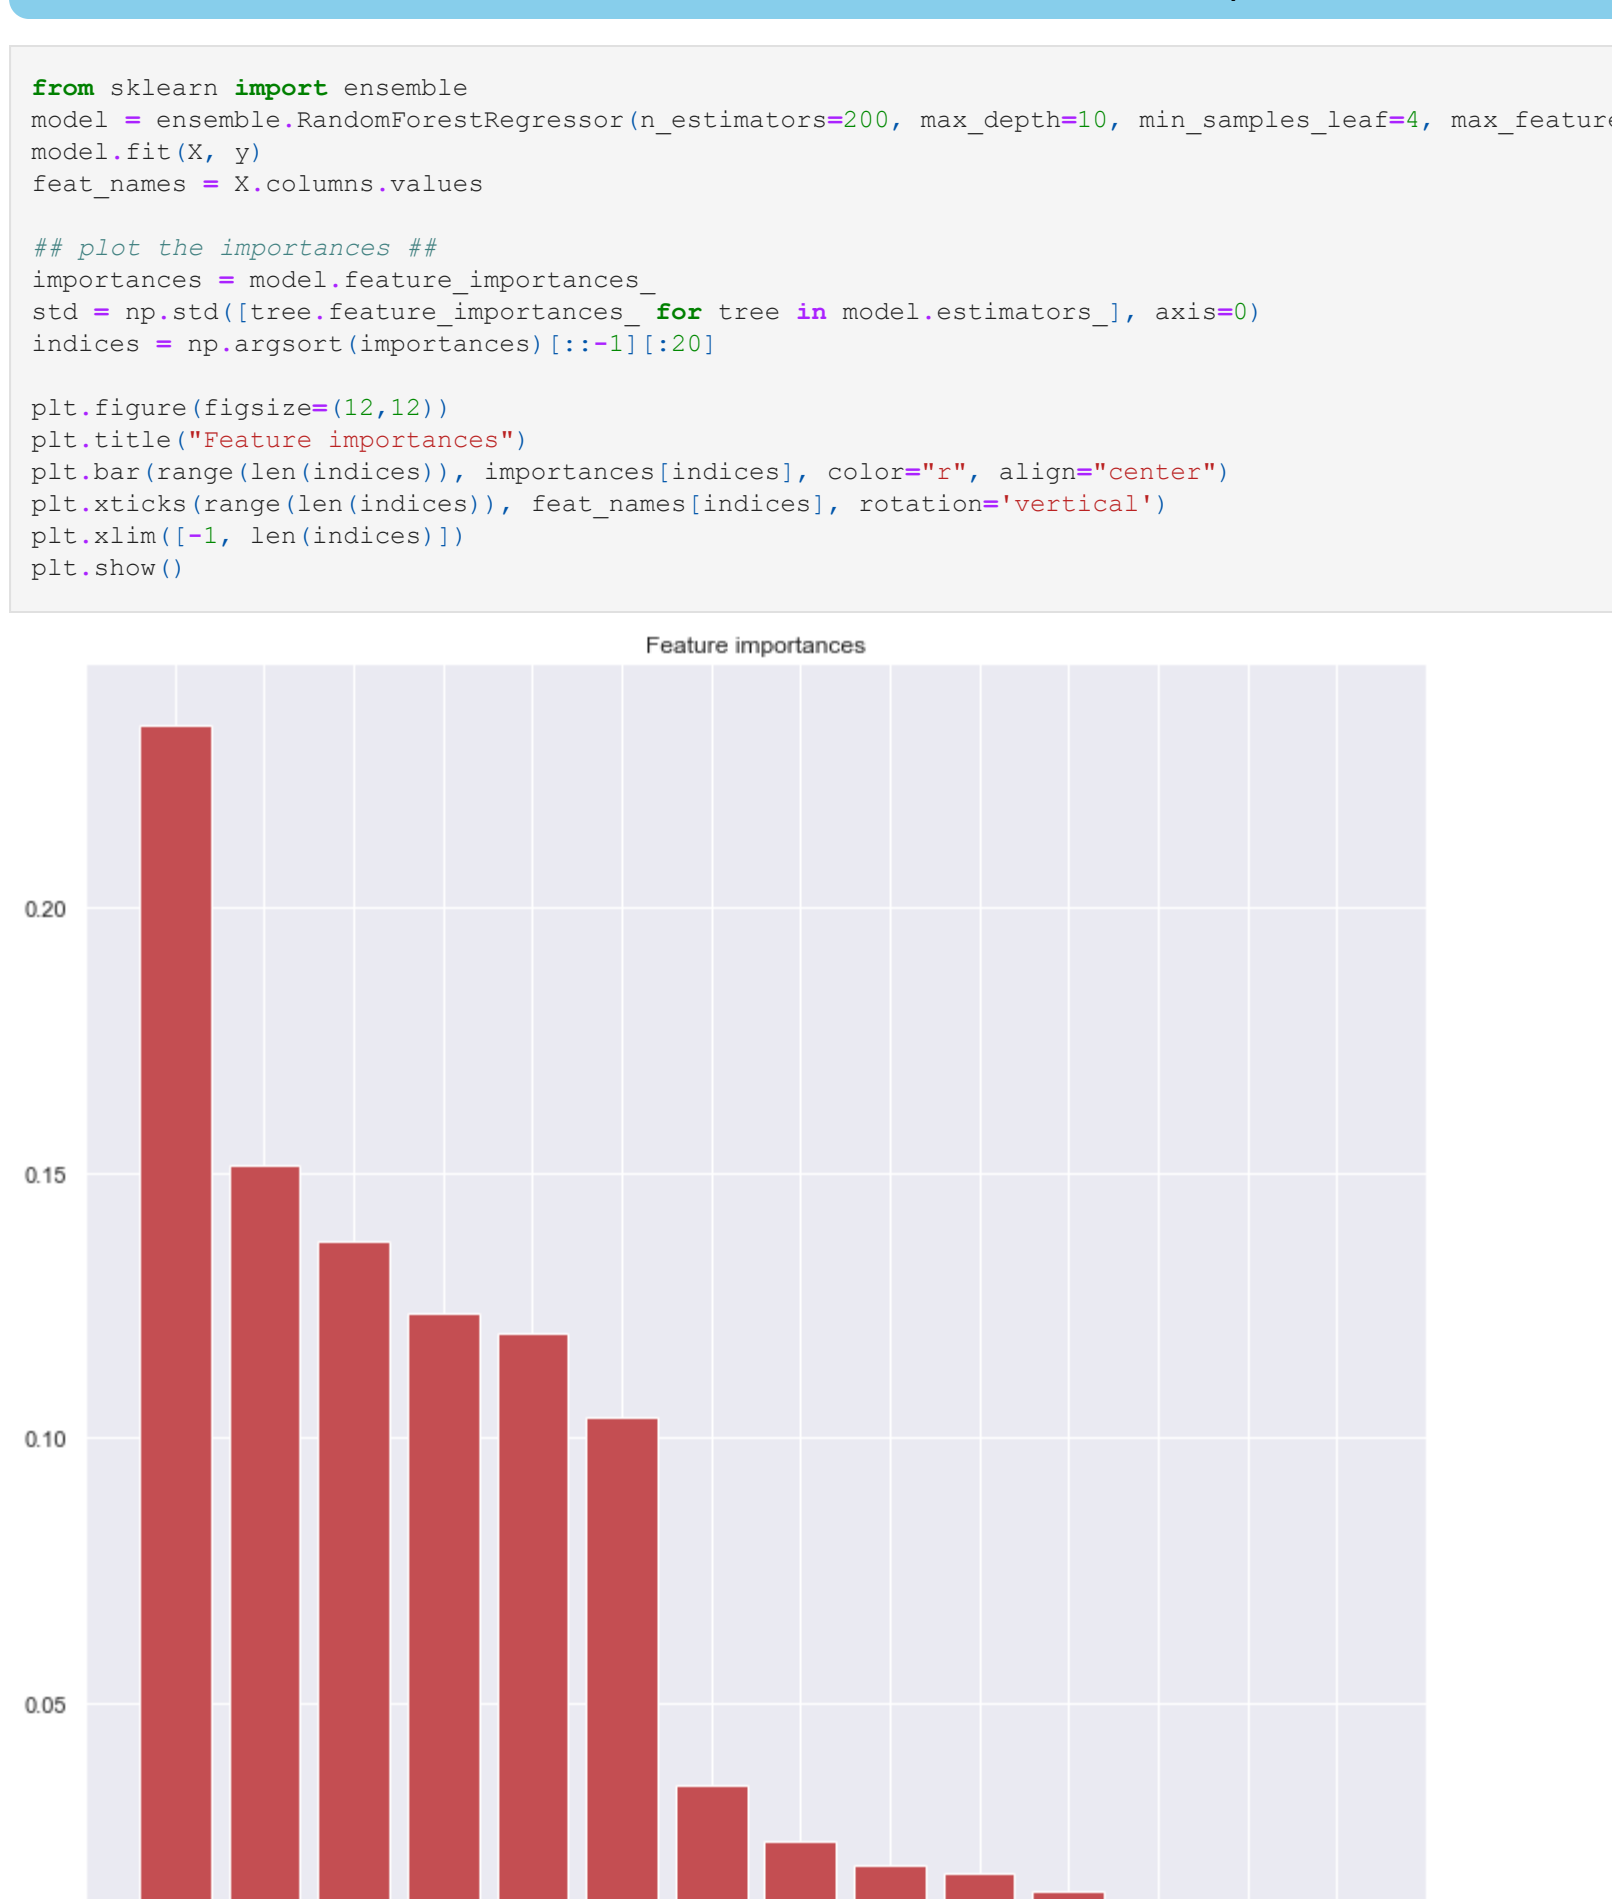 from sklearn import ensemble
model = ensemble.RandomForestRegressor(n_estimators=200, max_depth=10, min_samples_leaf=4, max_feature
model.fit(X, y)
feat_names = X.columns.values
## plot the importances ##
importances = model.feature_importances_
std = np.std([tree.feature_importances_ for tree in model.estimators_], axis=0)
indices = np.argsort(importances)[::-1][:20]
plt.figure(figsize=(12,12))
plt.title("Feature importances")
plt.bar(range(len(indices)), importances[indices], color="r", align="center")
plt.xticks(range(len(indices)), feat_names[indices], rotation='vertical')
plt.xlim([-1, len(indices)])
plt.show()
Feature importances
0.20
0.15
0.10
0.05